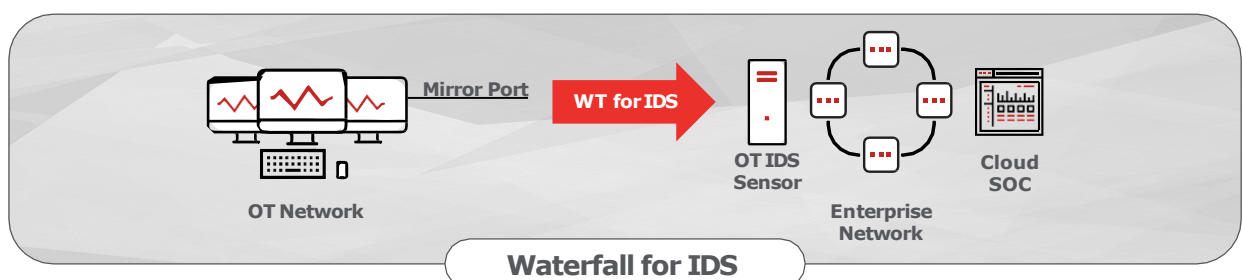 Mirror Port
WT for IDS
OT IDS
Sensor
Cloud
SOC
OT Network
Enterprise
Network
Waterfall for IDS